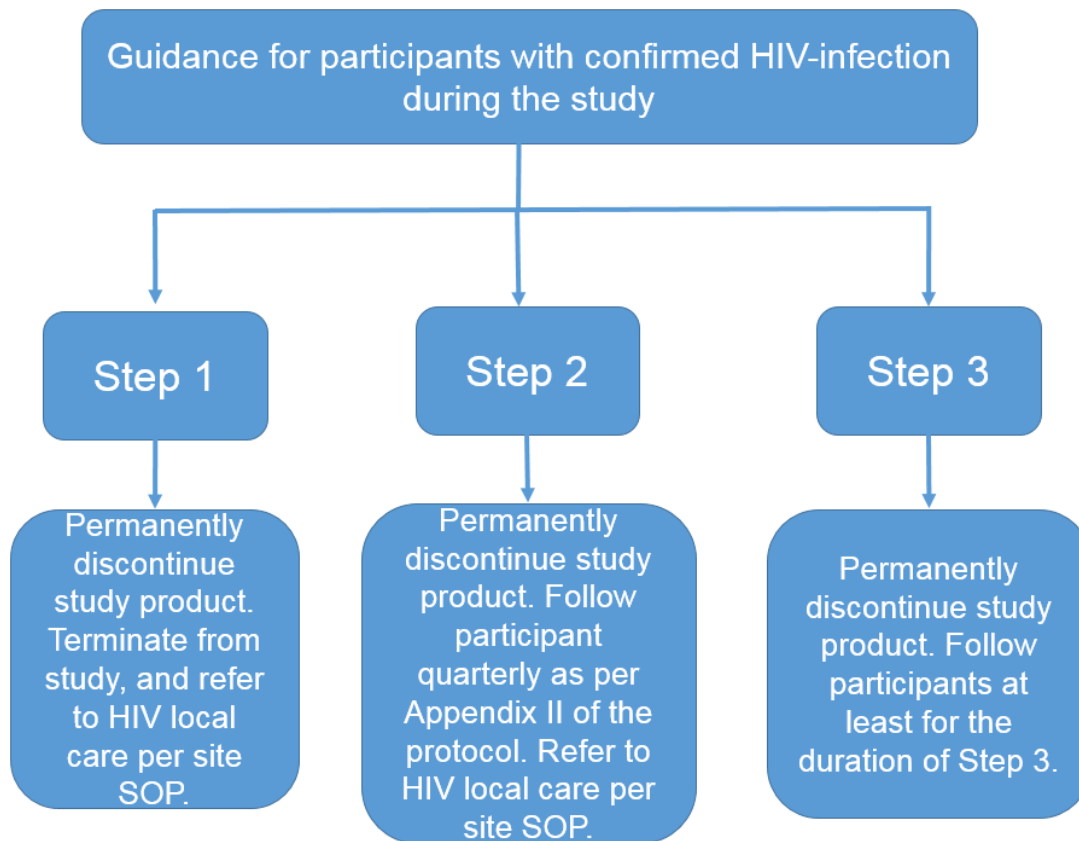 Guidance for participants with confirmed HIV-infection
during the study
Step 1
Step 2
Step 3
Permanently
discontinue
study product.
Terminate from
study, and refer
to HIV local
care per site
SOP.
Permanently
discontinue study
product. Follow
participant
quarterly as per
Appendix II of the
protocol. Refer to
HIV local care per
site SOP.
Permanently
discontinue study
product. Follow
participants at
least for the
duration of Step 3.